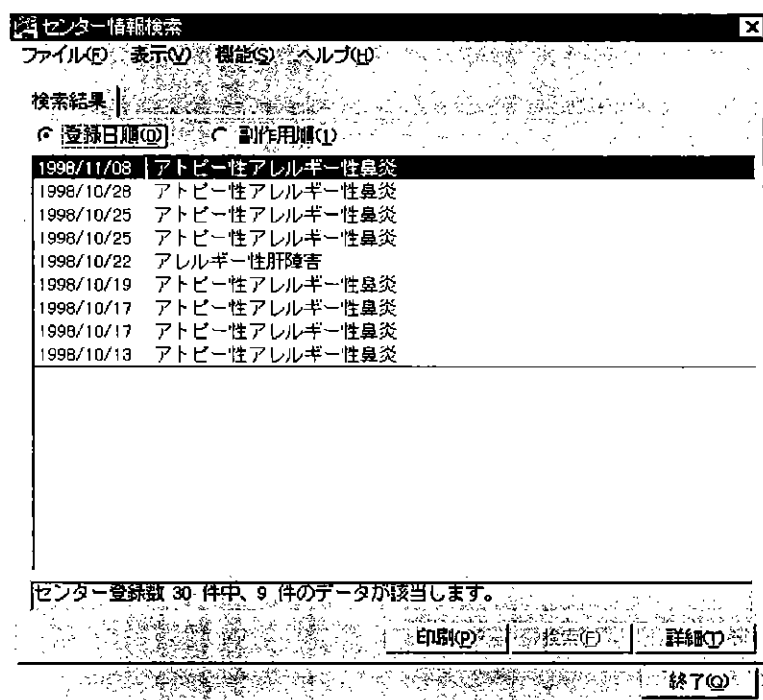 センター情報検索
ファイル(F) 表示(V) 機能(S) ヘルプ(H)
検索結果
登録日順(0) 副作用順(1)
1998/11/08 アトピー性アレルギー性鼻炎
1998/10/28 アトピー性アレルギー性鼻炎
1998/10/25 アトピー性アレルギー性鼻炎
1998/10/25 アトピー性アレルギー性鼻炎
1998/10/22 アレルギー性肝障害
1998/10/19 アトピー性アレルギー性鼻炎
1998/10/17 アトピー性アレルギー性鼻炎
1998/10/17 アトピー性アレルギー性鼻炎
1998/10/13 アトピー性アレルギー性鼻炎
センター登録数 30 件中、9 件のデータが該当します。
印刷(P) 検索(F) 詳細(T)
終了(Q)